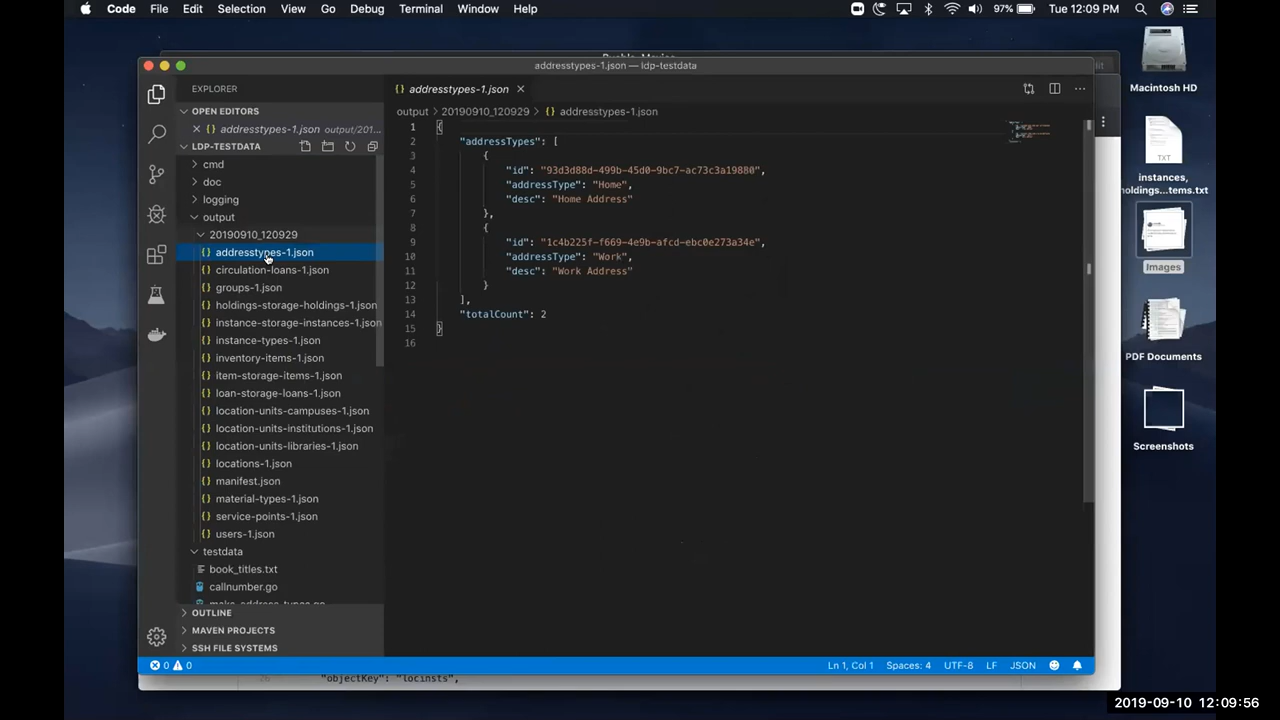 Code File Edit Selection View Go Debug Terminal Window Help 97% Tue 12:09 PM
addresstypes-1.json — ldp-testdata
EXPLORER
OPEN EDITORS
addresstypes-1.json output/201...
LDP-TESTDATA
cmd
doc
logging
output
20190910_120929
addresstypes-1.json
circulation-loans-1.json
groups-1.json
holdings-storage-holdings-1.json
instance-storage-instances-1.json
instance-types-1.json
inventory-items-1.json
item-storage-items-1.json
loan-storage-loans-1.json
location-units-campuses-1.json
location-units-institutions-1.json
location-units-libraries-1.json
locations-1.json
manifest.json
material-types-1.json
service-points-1.json
users-1.json
testdata
book_titles.txt
callnumber.go
make_address_types.go
OUTLINE
MAVEN PROJECTS
SSH FILE SYSTEMS
addresstypes-1.json
output > 20190910_120929 > {} addresstypes-1.json
1 {
2 "addressTypes": [
3 {
4 "id": "93d3d88d-499b-45d0-9bc7-ac73c3a19880",
5 "addressType": "Home",
6 "desc": "Home Address"
7 },
8 {
9 "id": "1c4b225f-f669-4e9b-afcd-ebc0e273a34e",
10 "addressType": "Work",
11 "desc": "Work Address"
12 }
13 ],
14 "totalCount": 2
15 }
16
0 0 Ln 1, Col 1 Spaces: 4 UTF-8 LF JSON
26 "objectKey": "locinsts",
Macintosh HD
TXT
instances,
holdings...tems.txt
Images
PDF Documents
Screenshots
2019-09-10 12:09:56